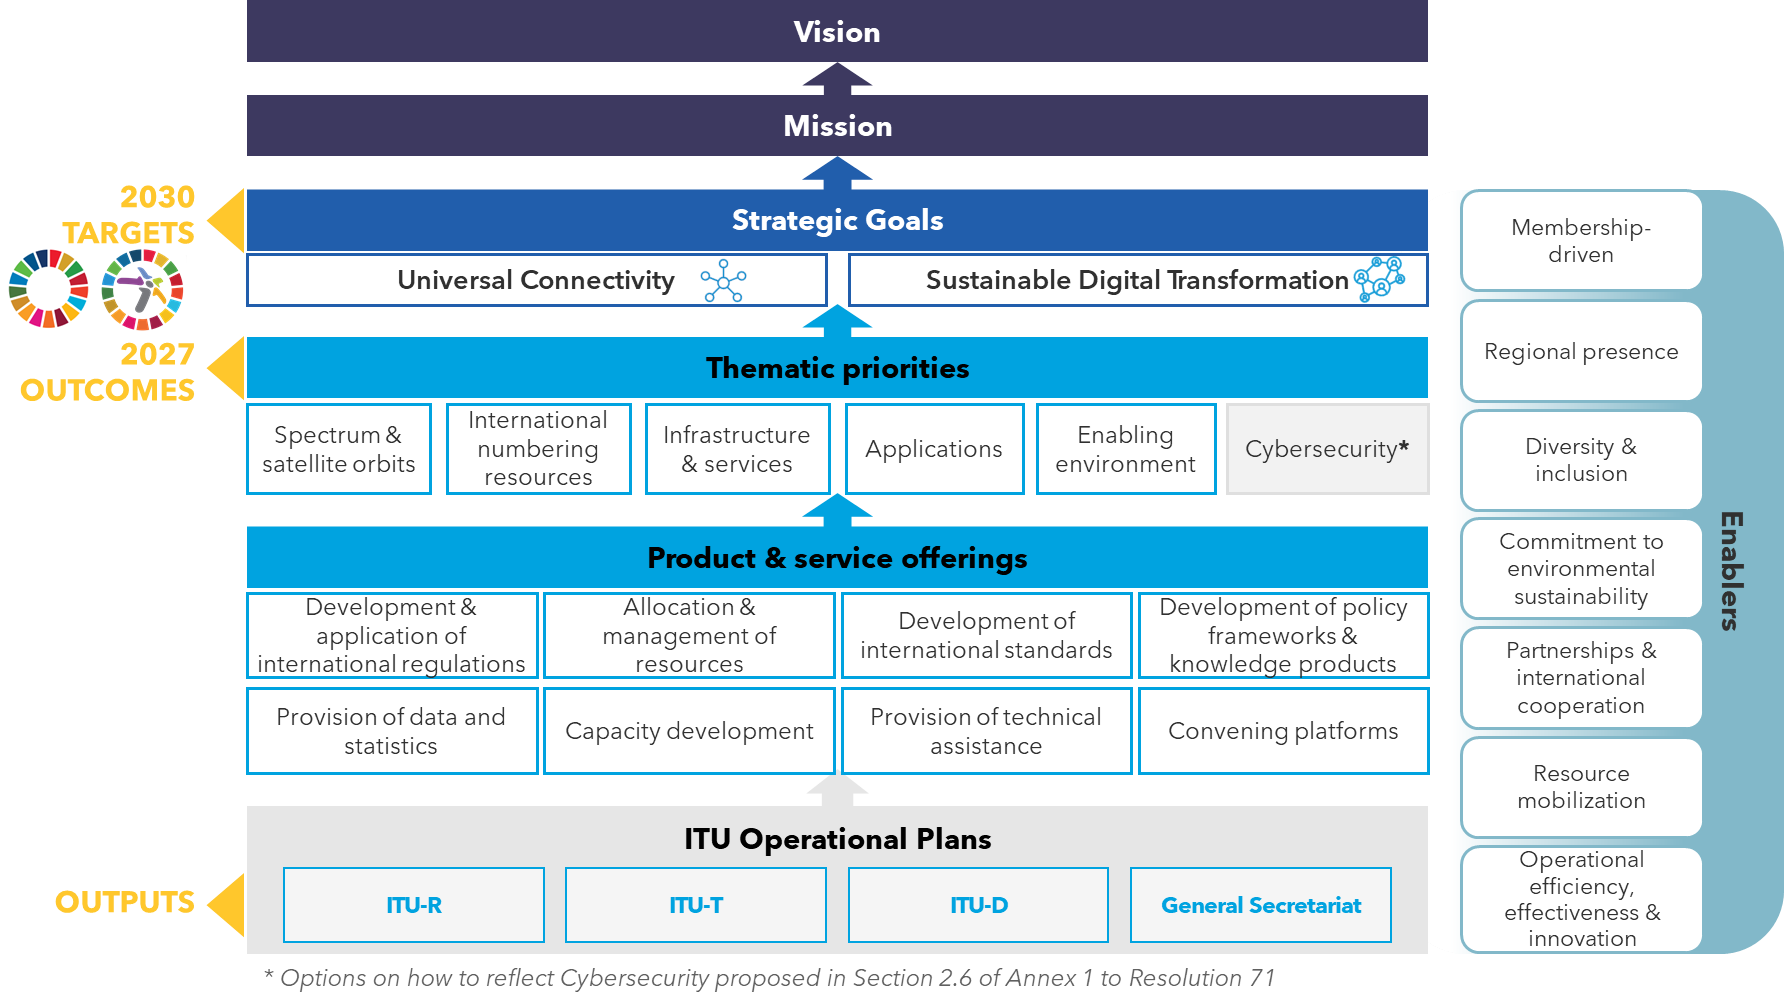 Vision
Mission
2030
TARGETS
Strategic Goals
Universal Connectivity
Sustainable Digital Transformation
2027
OUTCOMES
Thematic priorities
Spectrum &
satellite orbits
International
numbering
resources
Infrastructure
& services
Applications
Enabling
environment
Cybersecurity*
Product & service offerings
Development &
application of
international regulations
Allocation &
management of
resources
Development of
international standards
Development of policy
frameworks &
knowledge products
Provision of data and
statistics
Capacity development
Provision of technical
assistance
Convening platforms
OUTPUTS
ITU Operational Plans
ITU-R
ITU-T
ITU-D
General Secretariat
* Options on how to reflect Cybersecurity proposed in Section 2.6 of Annex 1 to Resolution 71
Enablers
Membership-
driven
Regional presence
Diversity &
inclusion
Commitment to
environmental
sustainability
Partnerships &
international
cooperation
Resource
mobilization
Operational
efficiency,
effectiveness &
innovation